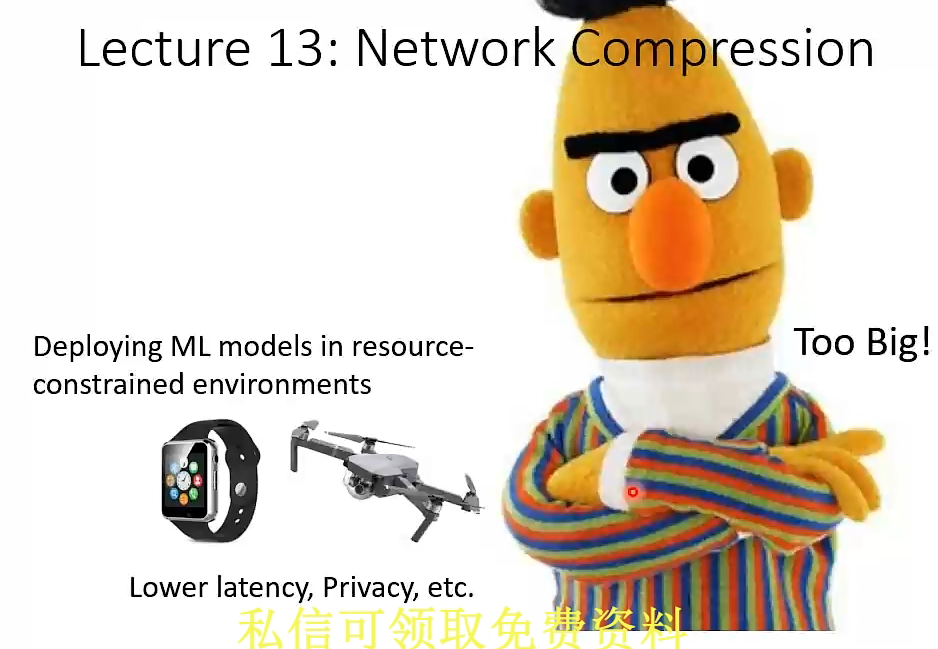 Lecture 13: Network Compression
Deploying ML models in resource-
constrained environments
Too Big!
Lower latency, Privacy, etc.
私信可领取免费资料